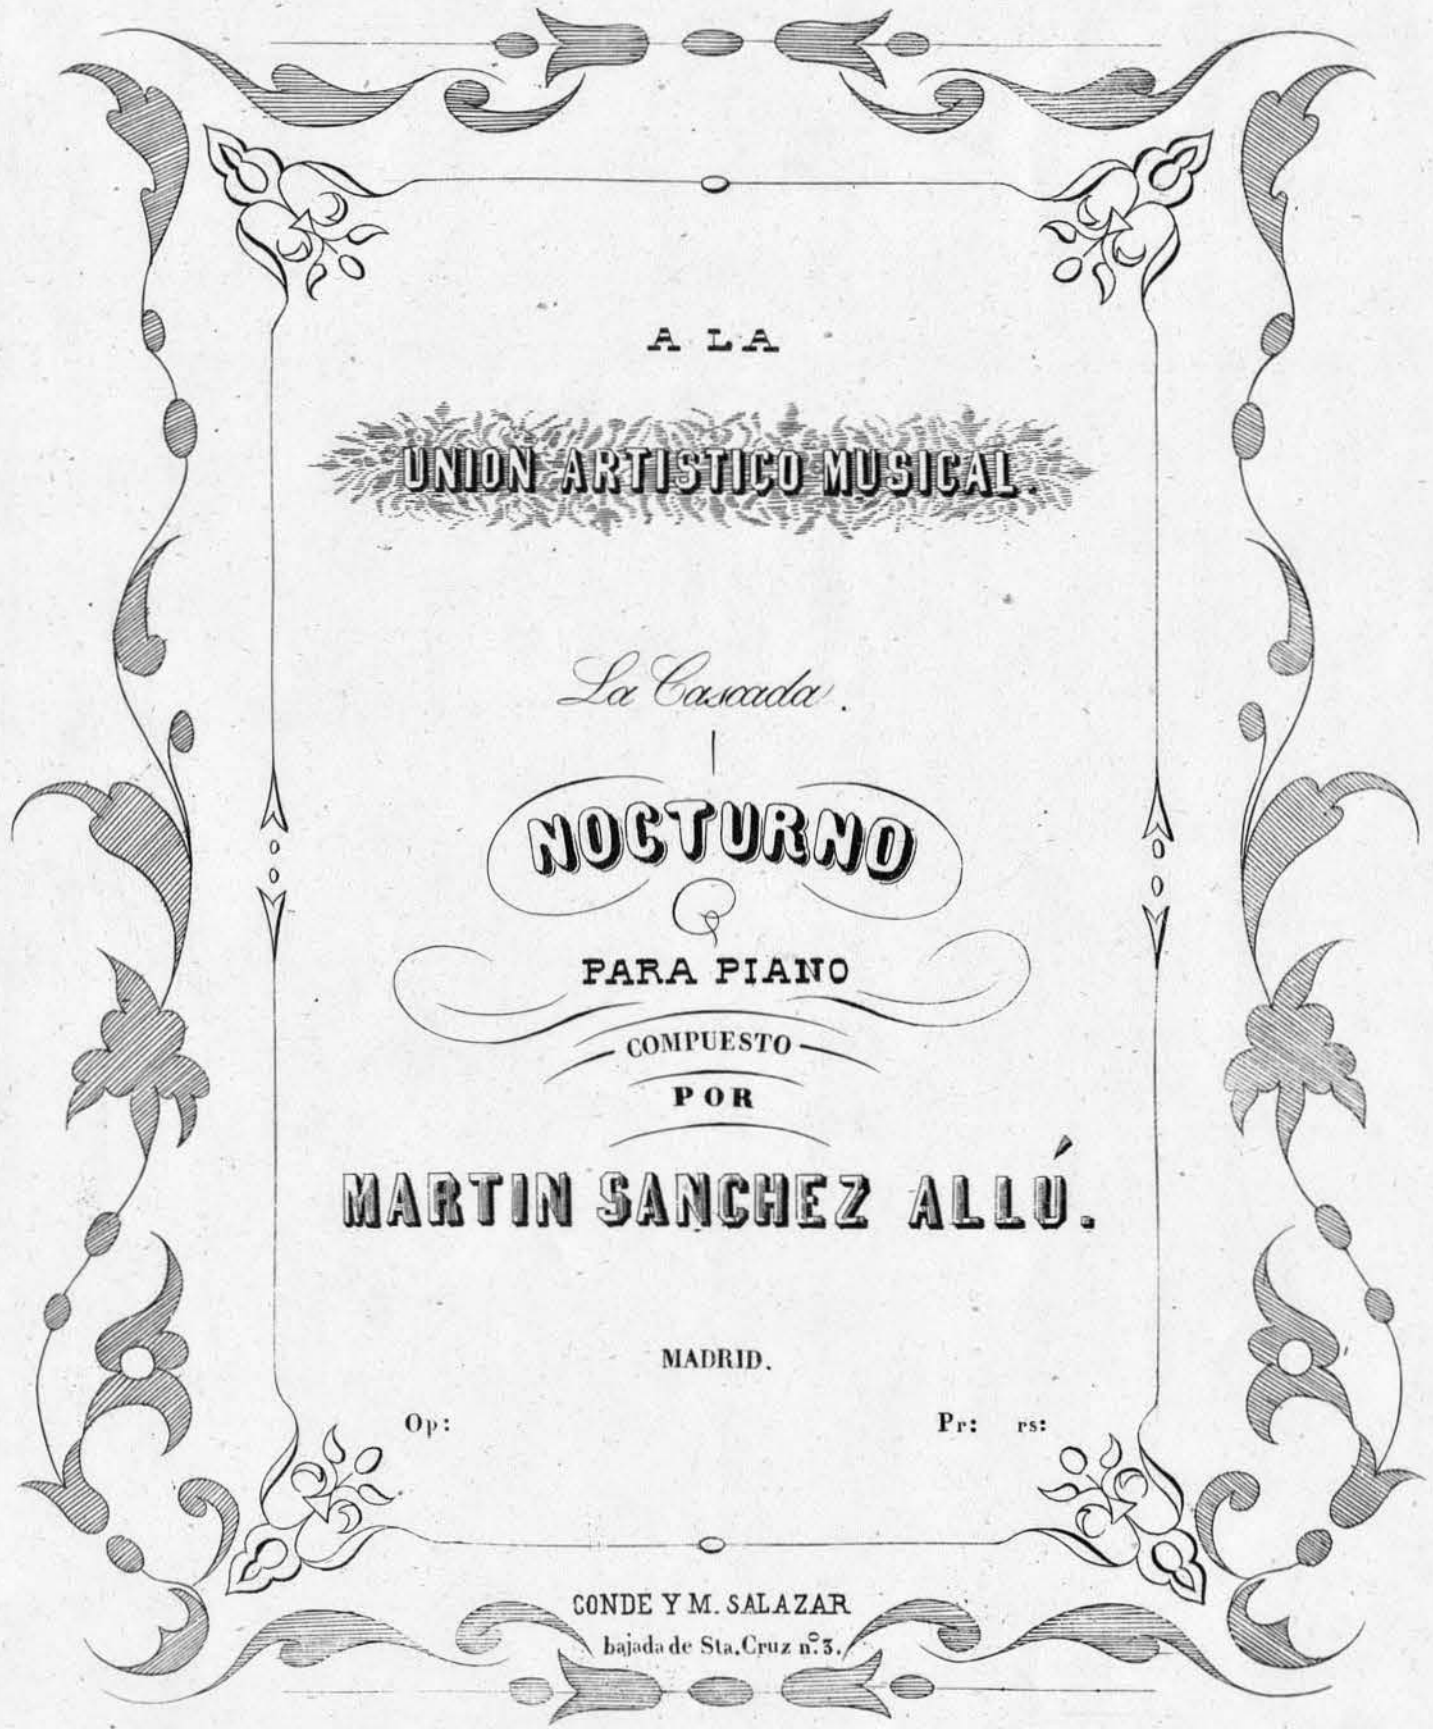 A LA
UNION ARTISTICO MUSICAL.
La Cascada.
NOCTURNO
PARA PIANO
COMPUESTO
POR
MARTIN SANCHEZ ALLÚ.
MADRID.
Op: Pr: rs:
CONDE Y M. SALAZAR
bajada de Sta. Cruz nº 3.